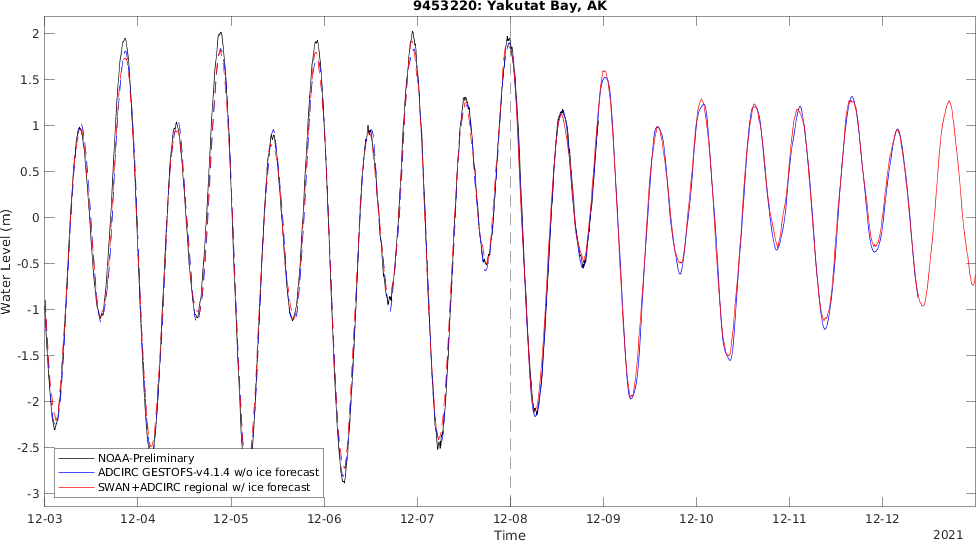 9453220: Yakutat Bay, AK
Water Level (m)
2
1.5
1
0.5
0
-0.5
-1
-1.5
-2
-2.5
-3
NOAA-Preliminary
ADCIRC GESTOFS-v4.1.4 w/o ice forecast
SWAN+ADCIRC regional w/ ice forecast
12-03 12-04 12-05 12-06 12-07 12-08 12-09 12-10 12-11 12-12
Time
2021